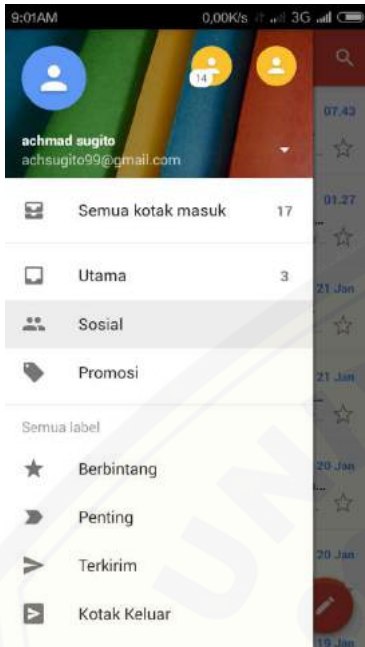 9:01AM 0,00K/s 3G
14
07.43
achmad sugito
achsugito99@gmail.com
Semua kotak masuk 17
01.27
Utama 3
21 Jan
Sosial
Promosi
21 Jan
Semua label
Berbintang
20 Jan
Penting
Terkirim
20 Jan
Kotak Keluar
19 Jan